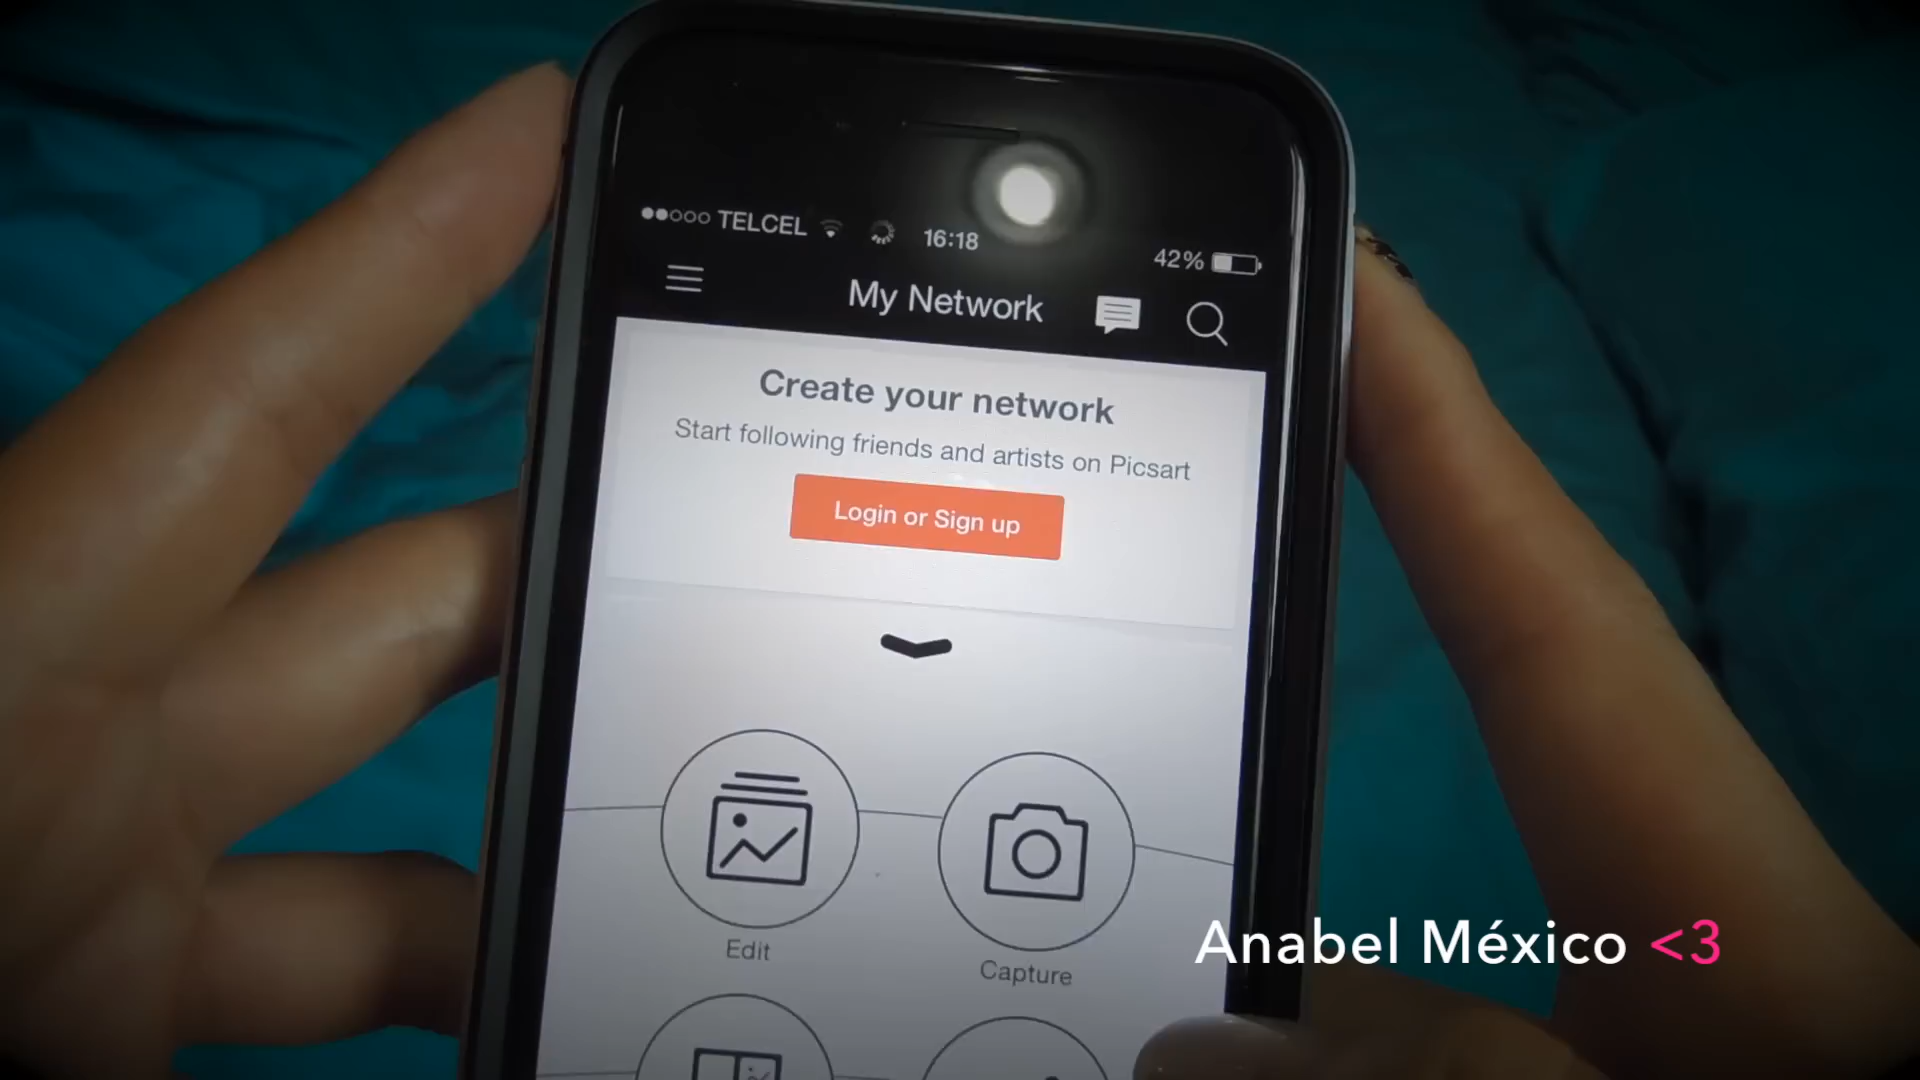 TELCEL 16:18 42%
My Network
Create your network
Start following friends and artists on Picsart
Login or Sign up
Edit
Capture
Anabel México <3